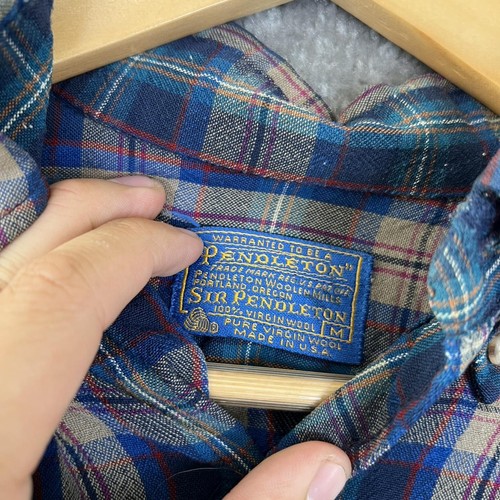 WARRANTED TO BE A
"PENDLETON"
TRADE MARK REG. U.S. PAT. OFF.
PENDLETON WOOLEN MILLS
PORTLAND, OREGON
SIR PENDLETON
100% VIRGIN WOOL M
PURE VIRGIN WOOL
MADE IN U.S.A.